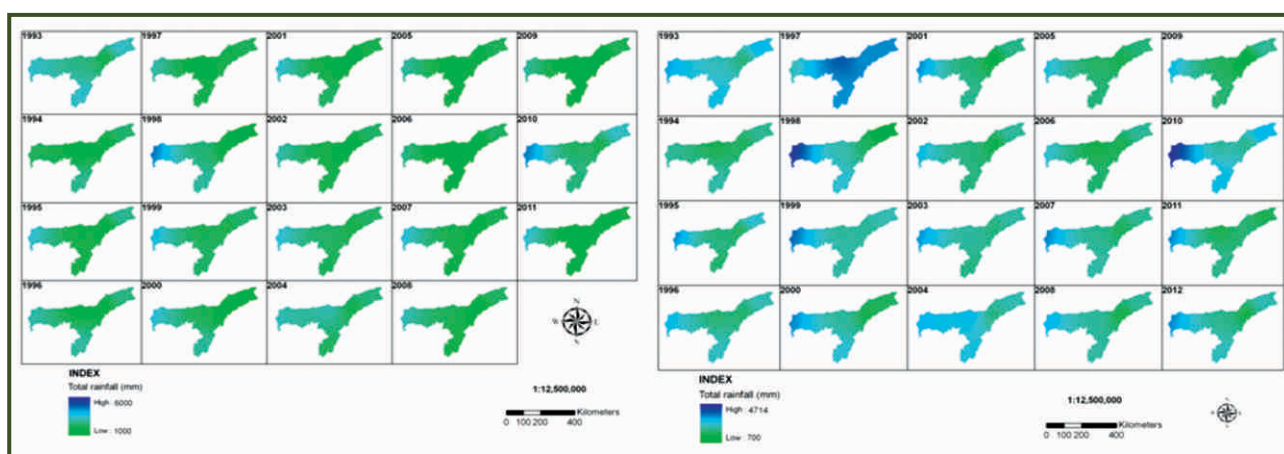 1993 1997 2001 2005 2009
1994 1998 2002 2006 2010
1995 1999 2003 2007 2011
1996 2000 2004 2008
N
W E
S
INDEX
Total rainfall (mm)
High : 6000
Low : 1000
1:12,500,000
Kilometers
0 100 200 400
1993 1997 2001 2005 2009
1994 1998 2002 2006 2010
1995 1999 2003 2007 2011
1996 2000 2004 2008 2012
INDEX
Total rainfall (mm)
High : 4714
Low : 700
1:12,500,000
Kilometers
0 100 200 400